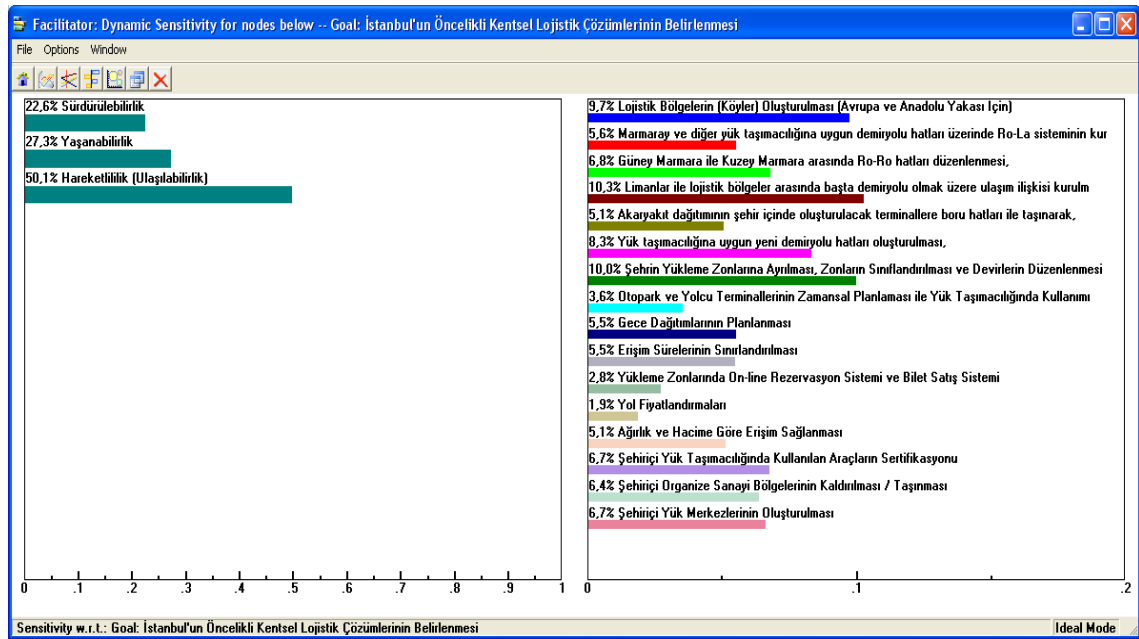 Facilitator: Dynamic Sensitivity for nodes below -- Goal: İstanbul'un Öncelikli Kentsel Lojistik Çözümlerinin Belirlenmesi
File Options Window
22,6% Sürdürülebilirlik
27,3% Yaşanabilirlik
50,1% Hareketlililik (Ulaşılabilirlik)
0 .1 .2 .3 .4 .5 .6 .7 .8 .9 1
9,7% Lojistik Bölgelerin (Köyler) Oluşturulması (Avrupa ve Anadolu Yakası İçin)
5,6% Marmaray ve diğer yük taşımacılığına uygun demiryolu hatları üzerinde Ro-La sisteminin kur
6,8% Güney Marmara ile Kuzey Marmara arasında Ro-Ro hatları düzenlenmesi,
10,3% Limanlar ile lojistik bölgeler arasında başta demiryolu olmak üzere ulaşım ilişkisi kurulm
5,1% Akaryakıt dağıtımının şehir içinde oluşturulacak terminallere boru hatları ile taşınarak,
8,3% Yük taşımacılığına uygun yeni demiryolu hatları oluşturulması,
10,0% Şehrin Yükleme Zonlarına Ayrılması, Zonların Sınıflandırılması ve Devirlerin Düzenlenmesi
3,6% Otopark ve Yolcu Terminallerinin Zamansal Planlaması ile Yük Taşımacılığında Kullanımı
5,5% Gece Dağıtımlarının Planlanması
5,5% Erişim Sürelerinin Sınırlandırılması
2,8% Yükleme Zonlarında On-line Rezervasyon Sistemi ve Bilet Satış Sistemi
1,9% Yol Fiyatlandırmaları
5,1% Ağırlık ve Hacime Göre Erişim Sağlanması
6,7% Şehiriçi Yük Taşımacılığında Kullanılan Araçların Sertifikasyonu
6,4% Şehiriçi Organize Sanayi Bölgelerinin Kaldırılması / Taşınması
6,7% Şehiriçi Yük Merkezlerinin Oluşturulması
0 .1 .2
Sensitivity w.r.t.: Goal: İstanbul'un Öncelikli Kentsel Lojistik Çözümlerinin Belirlenmesi
Ideal Mode